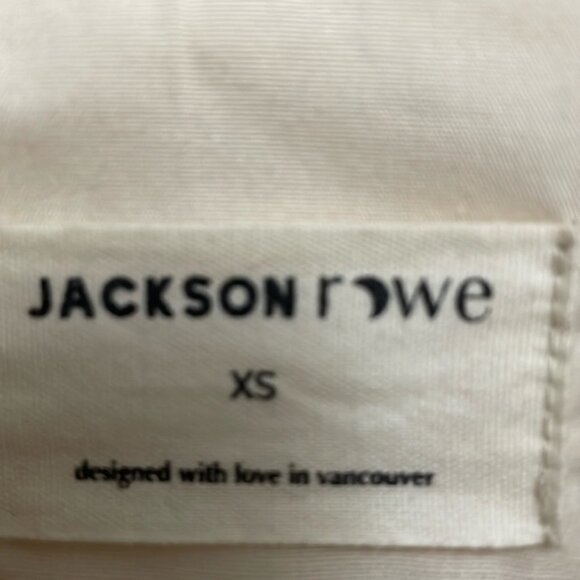 JACKSON rowe
XS
designed with love in vancouver